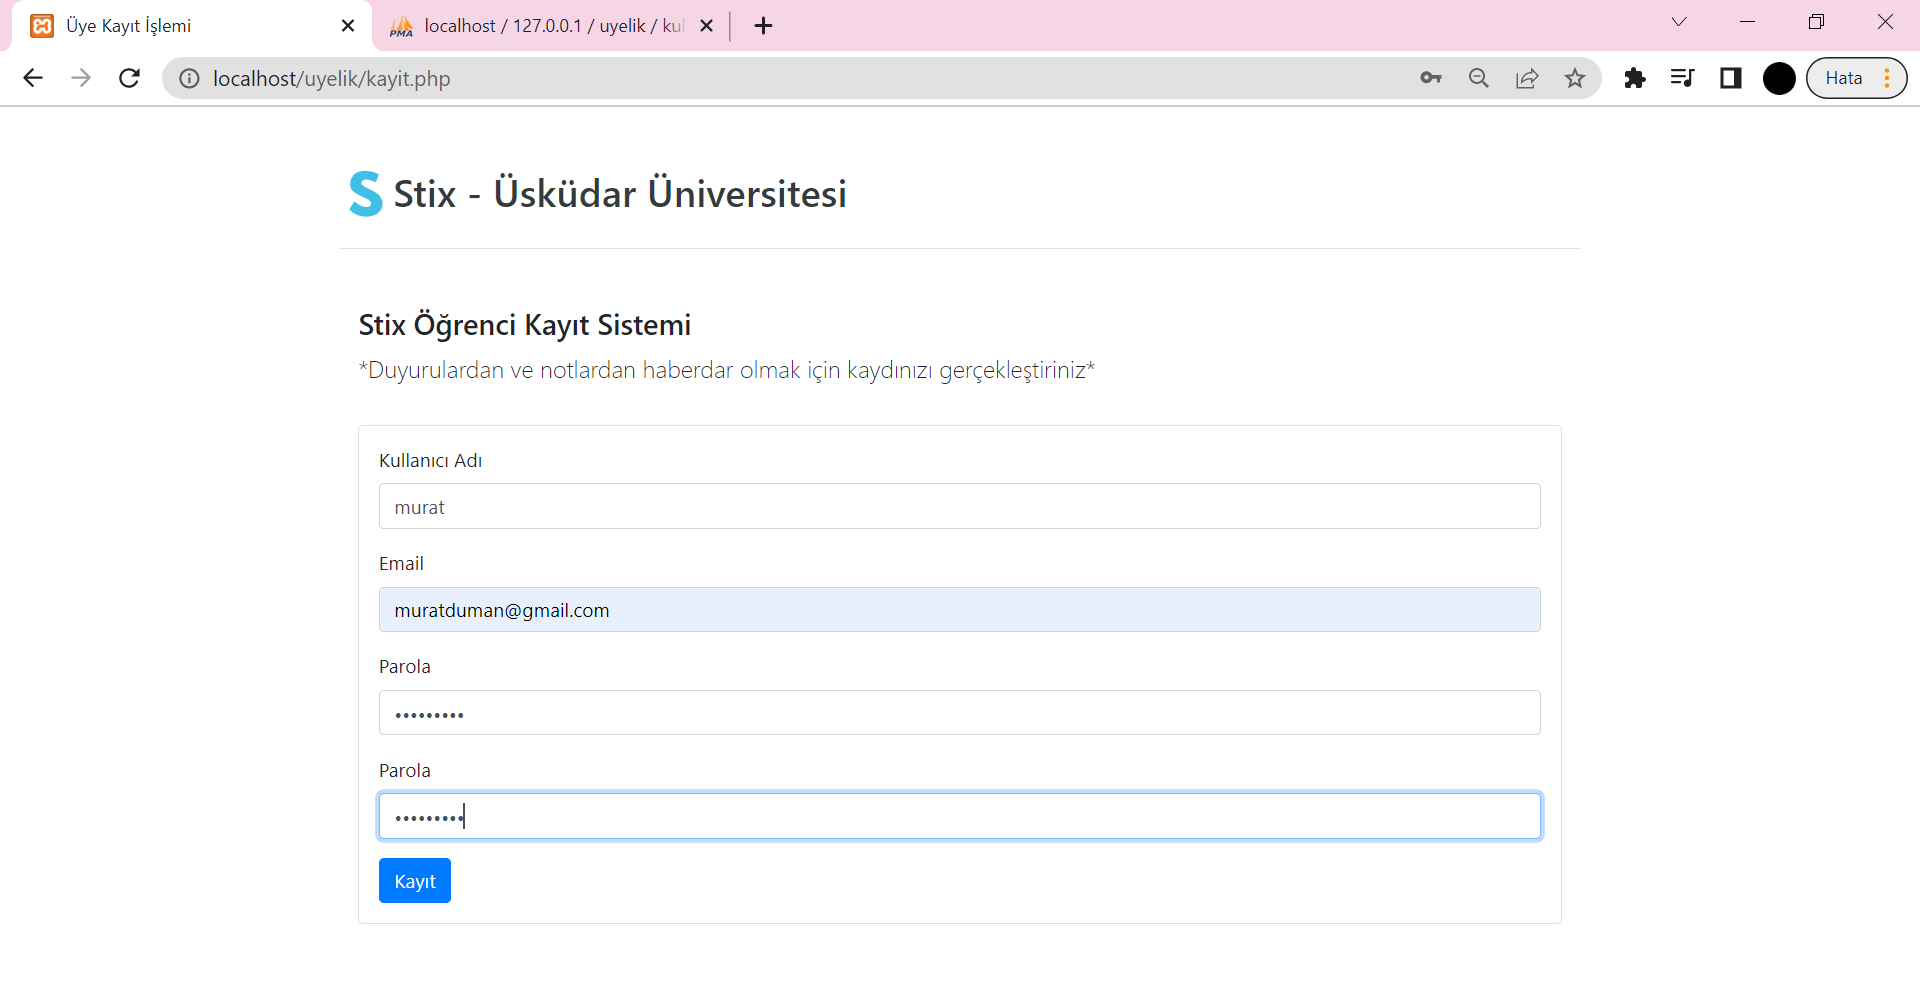 Üye Kayıt İşlemi
localhost / 127.0.0.1 / uyelik / kul
localhost/uyelik/kayit.php
Hata
S Stix - Üsküdar Üniversitesi
Stix Öğrenci Kayıt Sistemi
*Duyurulardan ve notlardan haberdar olmak için kaydınızı gerçekleştiriniz*
Kullanıcı Adı
murat
Email
muratduman@gmail.com
Parola
•••••••••
Parola
•••••••••
Kayıt